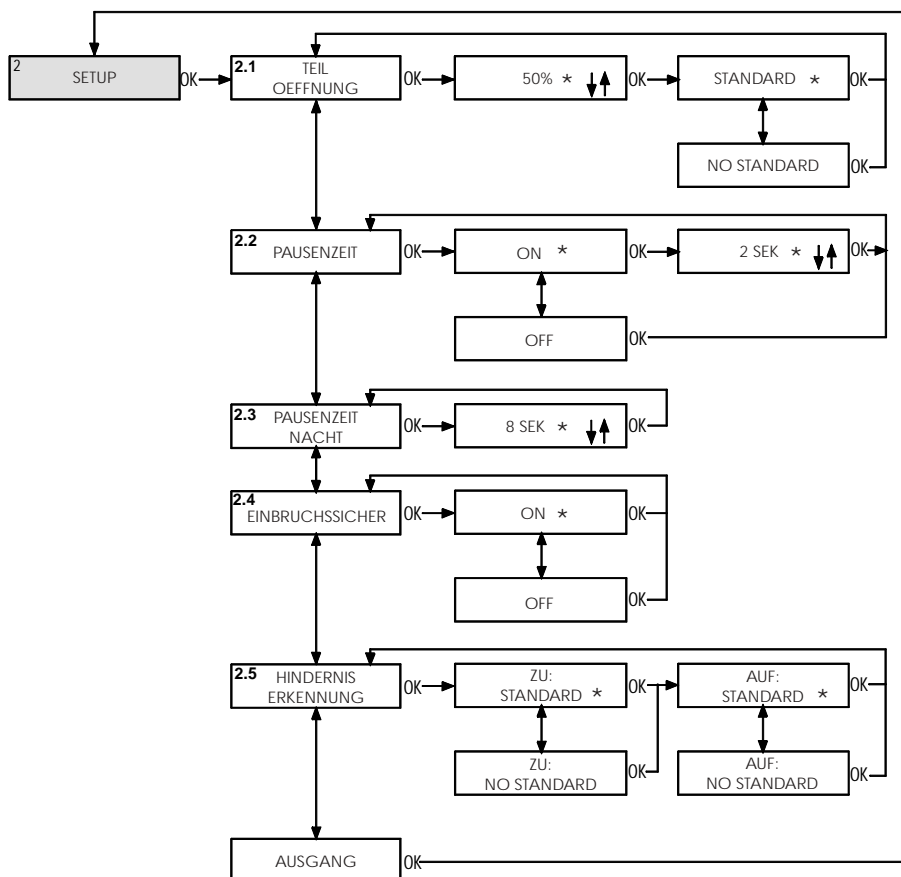 2
SETUP
OK
2.1
TEIL
OEFFNUNG
OK
50% *
OK
STANDARD *
OK
NO STANDARD
OK
2.2
PAUSENZEIT
OK
ON *
OK
2 SEK *
OK
OFF
OK
2.3
PAUSENZEIT
NACHT
OK
8 SEK *
OK
2.4
EINBRUCHSSICHER
OK
ON *
OK
OFF
OK
2.5
HINDERNIS
ERKENNUNG
OK
ZU:
STANDARD *
OK
AUF:
STANDARD *
OK
ZU:
NO STANDARD
OK
AUF:
NO STANDARD
OK
AUSGANG
OK